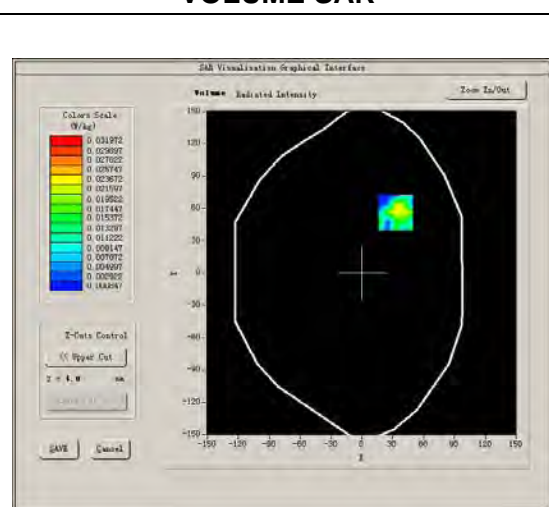 VOLUME SAR
SAR Visualisation Graphical Interface
Volume Radiated Intensity
Zoom In/Out
Colors Scale
(W/kg)
0.031972
0.029897
0.027822
0.025747
0.023672
0.021597
0.019522
0.017447
0.015372
0.013297
0.011222
0.009147
0.007072
0.004997
0.002922
150
120
90
60
30
0
-30
-60
-90
-120
-150
Y
-150 -120 -90 -60 -30 0 30 60 90 120 150
X
Z-Cuts Control
<< Upper Cut
Z = 4.0 mm
SAVE Cancel